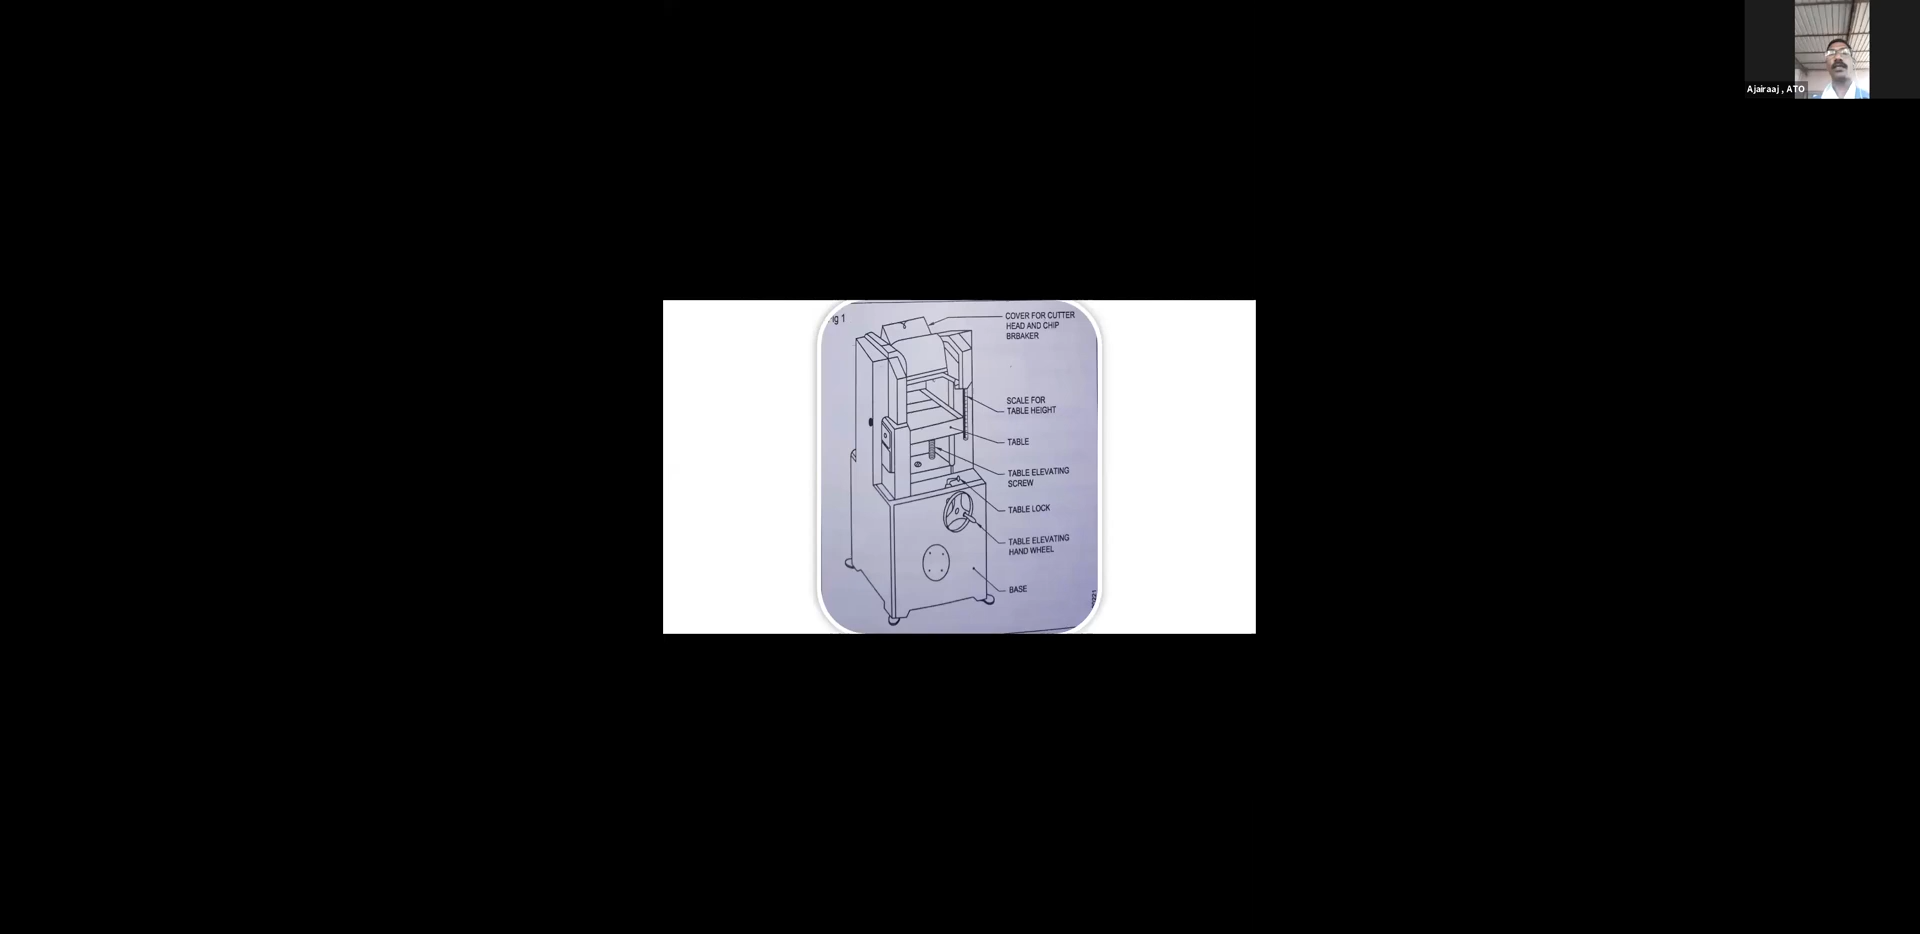 Ajairaaj , ATO
ig 1
COVER FOR CUTTER
HEAD AND CHIP
BRBAKER
SCALE FOR
TABLE HEIGHT
TABLE
TABLE ELEVATING
SCREW
TABLE LOCK
TABLE ELEVATING
HAND WHEEL
BASE